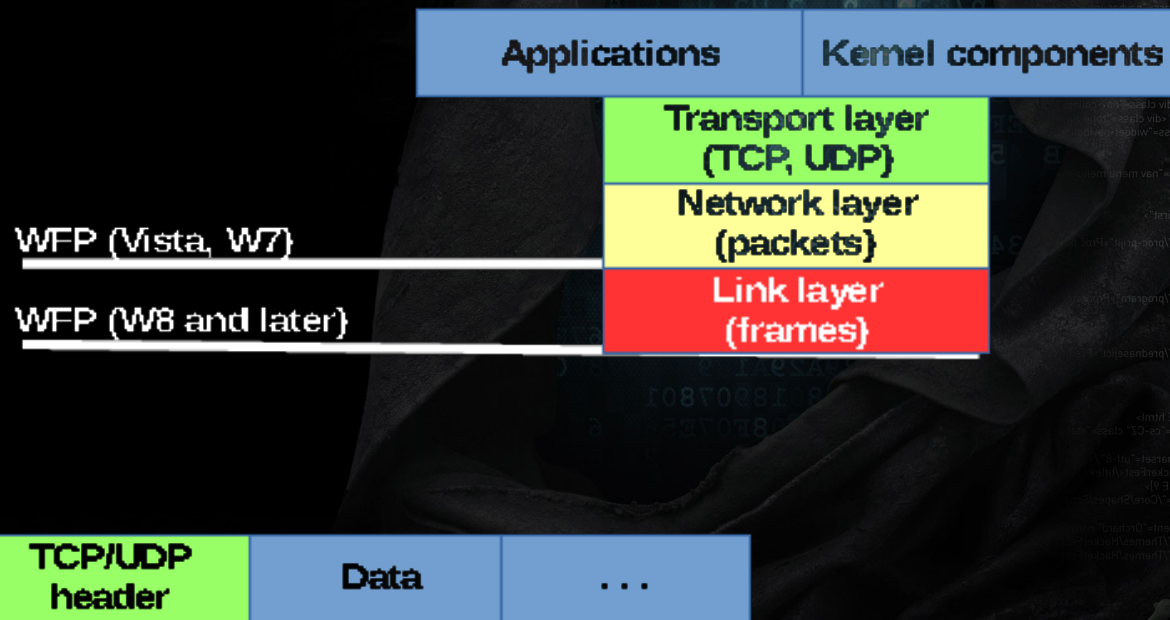 Applications
Kernel components
Transport layer
(TCP, UDP)
Network layer
(packets)
WFP (Vista, W7)
Link layer
(frames)
WFP (W8 and later)
TCP/UDP
header
Data
...